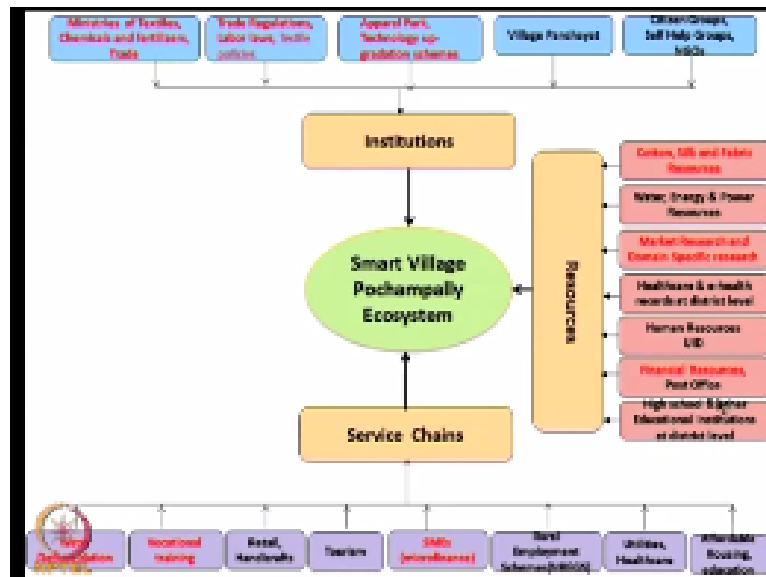 Ministries of Textiles,
Chemicals and Fertilizers,
Trade
Trade Regulations,
Labor laws, Textile
policies
Apparel Park,
Technology up-
gradation schemes
Village Panchayat
Citizen Groups,
Self Help Groups,
NGOs
Institutions
Cotton, Silk and Fabric
Resources
Water, Energy & Power
Resources
Market Research and
Domain Specific research
Healthcare & e-health
records at district level
Human Resources
UID
Financial Resources,
Post Office
High school &
Educational Institutions
at district level
Resources
Smart Village
Pochampally
Ecosystem
Service Chains
Vocational
training
Retail,
Handicrafts
Tourism
SMEs
(microfinance)
Rural
Employment
Schemes(NREGS)
Utilities,
Healthcare
Affordable
Housing,
education
NPTEL